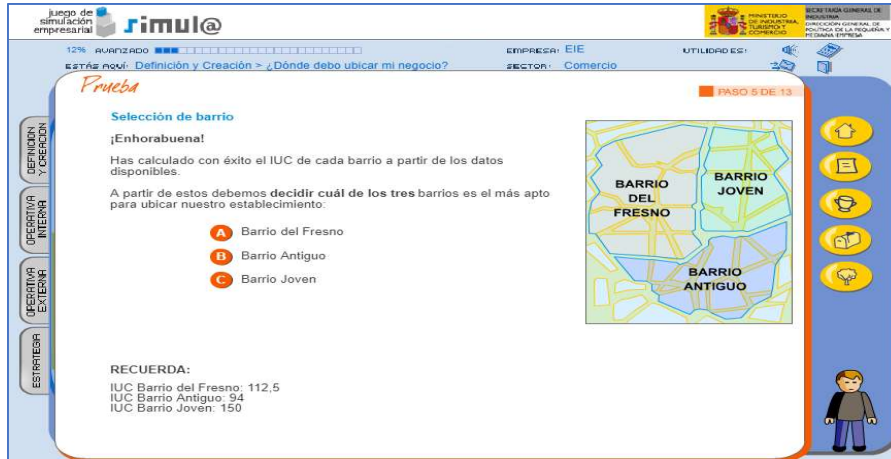 juego de
simulación
empresarial
simul@
MINISTERIO
DE INDUSTRIA,
TURISMO Y
COMERCIO
SECRETARÍA GENERAL DE
INDUSTRIA
DIRECCIÓN GENERAL DE
POLÍTICA DE LA PEQUEÑA Y
MEDIANA EMPRESA
12% AVANZADO
EMPRESA: EIE
UTILIDADES:
ESTÁS AQUÍ: Definición y Creación > ¿Dónde debo ubicar mi negocio?
SECTOR: Comercio
Prueba
PASO 5 DE 13
Selección de barrio
¡Enhorabuena!
Has calculado con éxito el IUC de cada barrio a partir de los datos
disponibles.
A partir de estos debemos decidir cuál de los tres barrios es el más apto
para ubicar nuestro establecimiento:
A Barrio del Fresno
B Barrio Antiguo
C Barrio Joven
BARRIO
DEL
FRESNO
BARRIO
JOVEN
BARRIO
ANTIGUO
RECUERDA:
IUC Barrio del Fresno: 112,5
IUC Barrio Antiguo: 94
IUC Barrio Joven: 150
DEFINICION
Y CREACION
OPERATIVA
INTERNA
OPERATIVA
EXTERNA
ESTRATEGIA